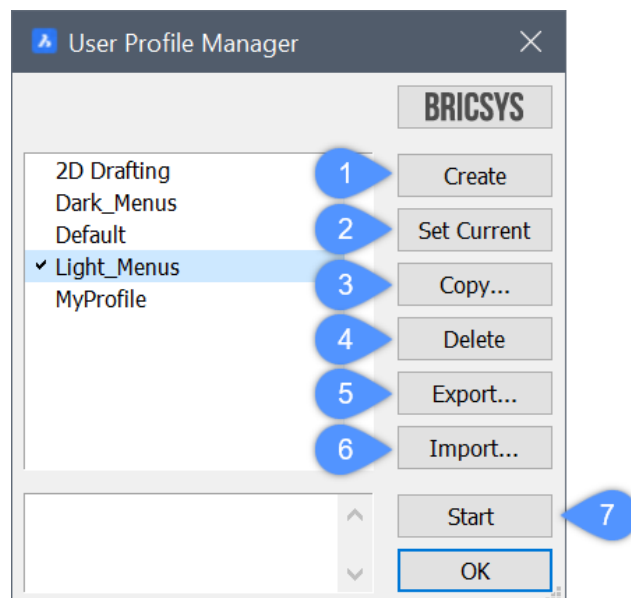 User Profile Manager
BRICSYS
2D Drafting
Dark_Menus
Default
Light_Menus
MyProfile
1 Create
2 Set Current
3 Copy...
4 Delete
5 Export...
6 Import...
Start 7
OK